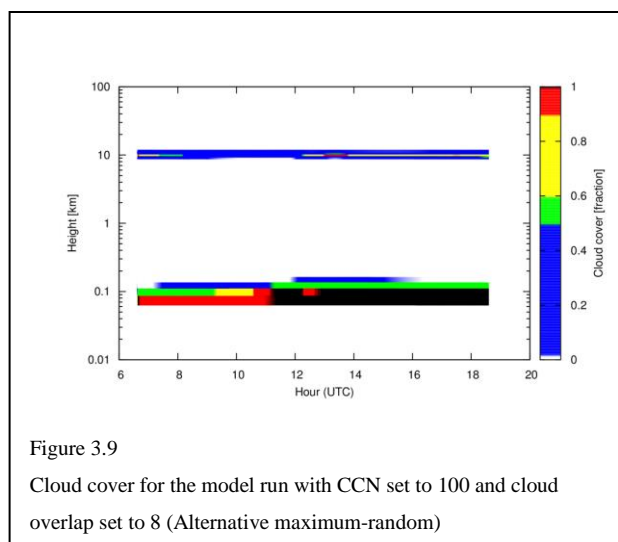 100
10
1
0.1
0.01
Height [km]
6 8 10 12 14 16 18 20
Hour (UTC)
1
0.8
0.6
0.4
0.2
0
Cloud cover [fraction]
Figure 3.9
Cloud cover for the model run with CCN set to 100 and cloud
overlap set to 8 (Alternative maximum-random)